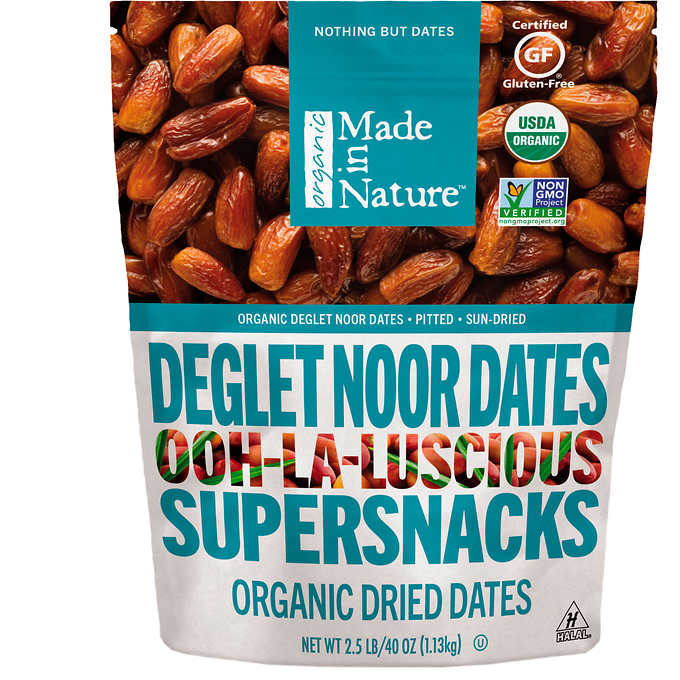 NOTHING BUT DATES
organic
Made
in
Nature™
Certified
GF
®
Gluten-Free
USDA
ORGANIC
NON
GMO
Project
VERIFIED
nongmoproject.org
ORGANIC DEGLET NOOR DATES • PITTED • SUN-DRIED
DEGLET NOOR DATES
OOH-LA-LUSCIOUS
SUPERSNACKS
ORGANIC DRIED DATES
NET WT 2.5 LB/40 OZ (1.13kg) U
H
HALAL®